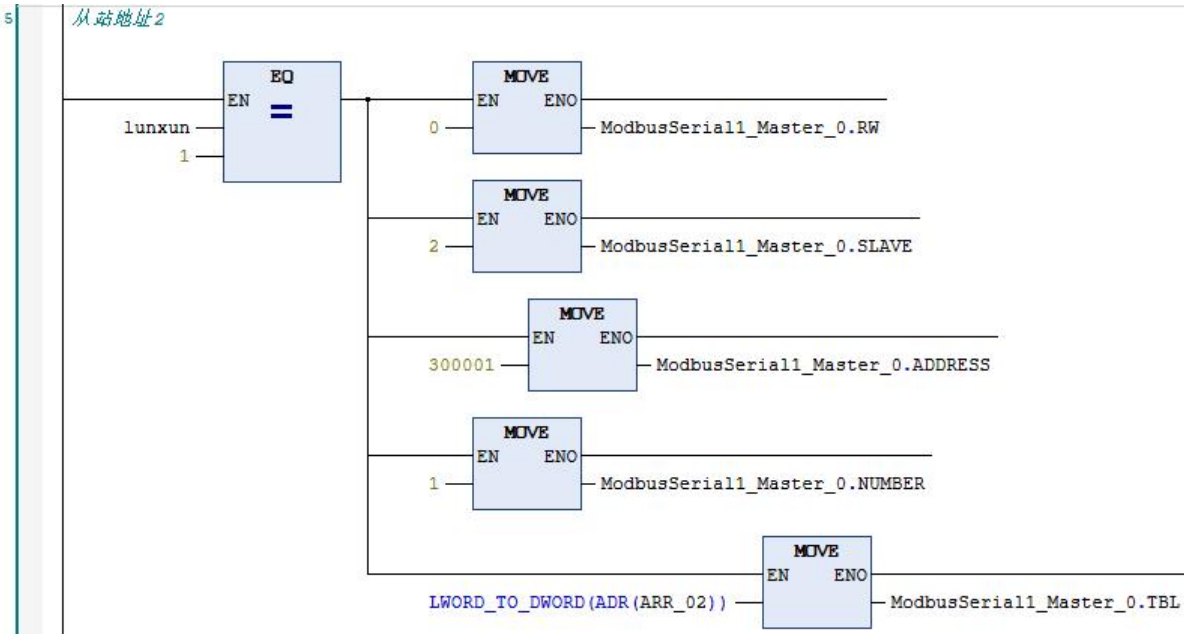 5
从站地址2
EQ
EN
=
lunxun
1
MOVE
EN ENO
0
ModbusSerial1_Master_0.RW
MOVE
EN ENO
2
ModbusSerial1_Master_0.SLAVE
MOVE
EN ENO
300001
ModbusSerial1_Master_0.ADDRESS
MOVE
EN ENO
1
ModbusSerial1_Master_0.NUMBER
MOVE
EN ENO
LWORD_TO_DWORD(ADR(ARR_02))
ModbusSerial1_Master_0.TBL